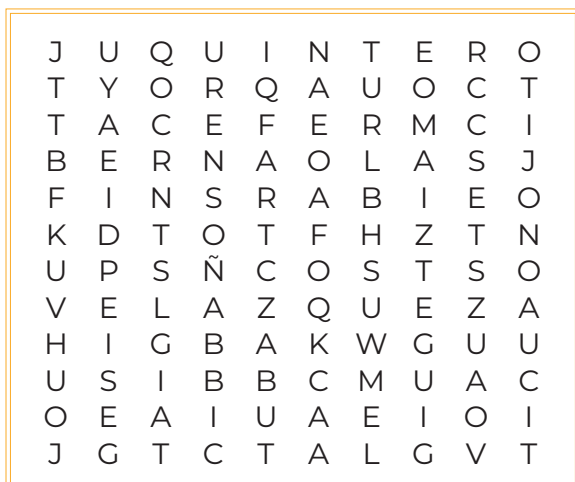 J U Q U I N T E R O
T Y O R Q A U O C T
T A C E F E R M C I
B E R N A O L A S J
F I N S R A B I E O
K D T O T F H Z T N
U P S Ñ C O S T S O
V E L A Z Q U E Z A
H I G B A K W G U U
U S I B B C M U A C
O E A I U A E I O I
J G T C T A L G V T